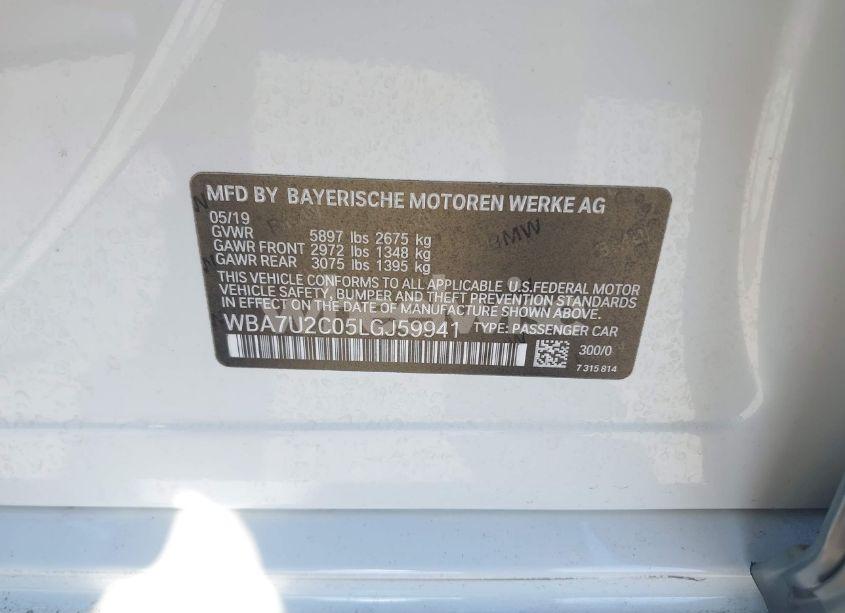 MFD BY BAYERISCHE MOTOREN WERKE AG
05/19
GVWR 5897 lbs 2675 kg
GAWR FRONT 2972 lbs 1348 kg
GAWR REAR 3075 lbs 1395 kg
THIS VEHICLE CONFORMS TO ALL APPLICABLE U.S.FEDERAL MOTOR
VEHICLE SAFETY, BUMPER AND THEFT PREVENTION STANDARDS
IN EFFECT ON THE DATE OF MANUFACTURE SHOWN ABOVE.
WBA7U2C05LGJ59941 TYPE: PASSENGER CAR
300/0
7 315 814
BMW